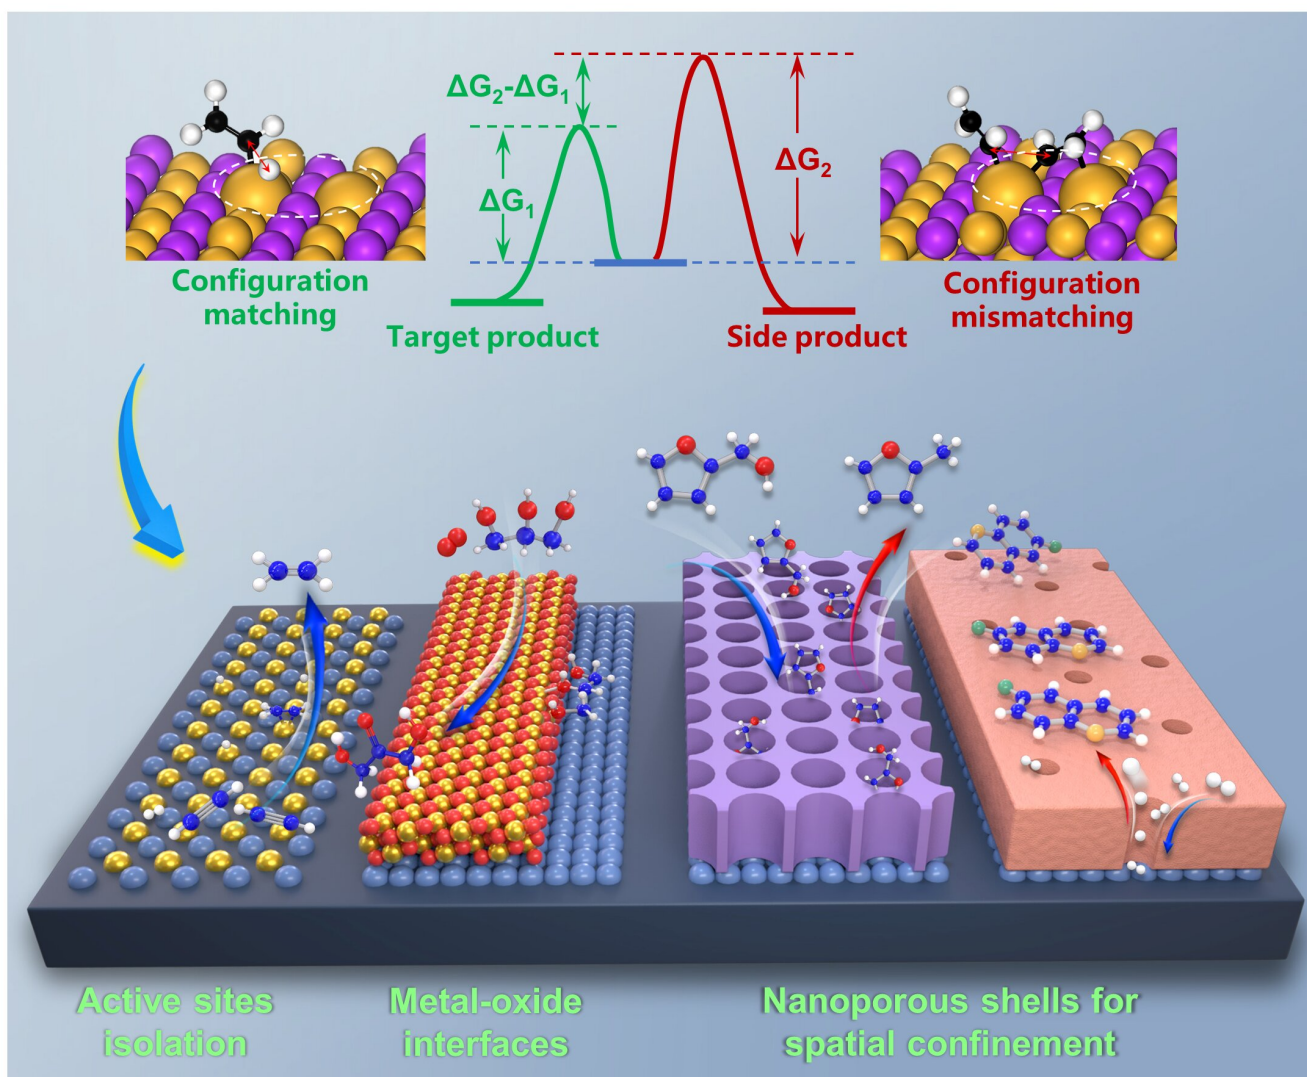 ΔG₂-ΔG₁
ΔG₁
ΔG₂
Configuration
matching
Target product
Side product
Configuration
mismatching
Active sites
isolation
Metal-oxide
interfaces
Nanoporous shells for
spatial confinement